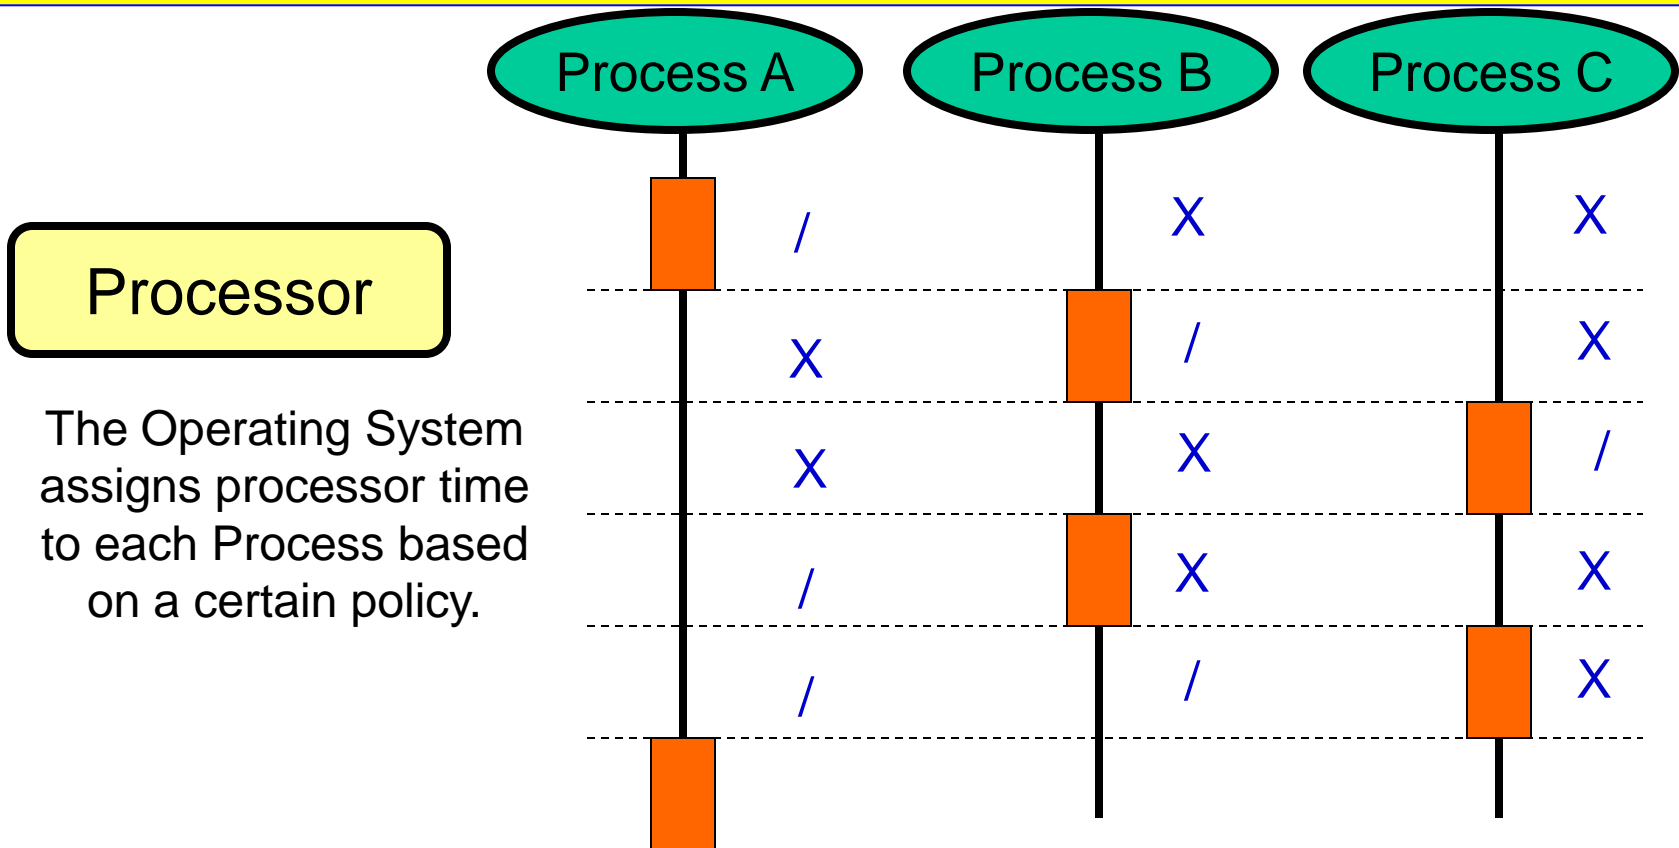 Process A Process B Process C
/ X X
Processor
X / X
The Operating System
assigns processor time
to each Process based
on a certain policy.
X X /
/ X X
/ / X